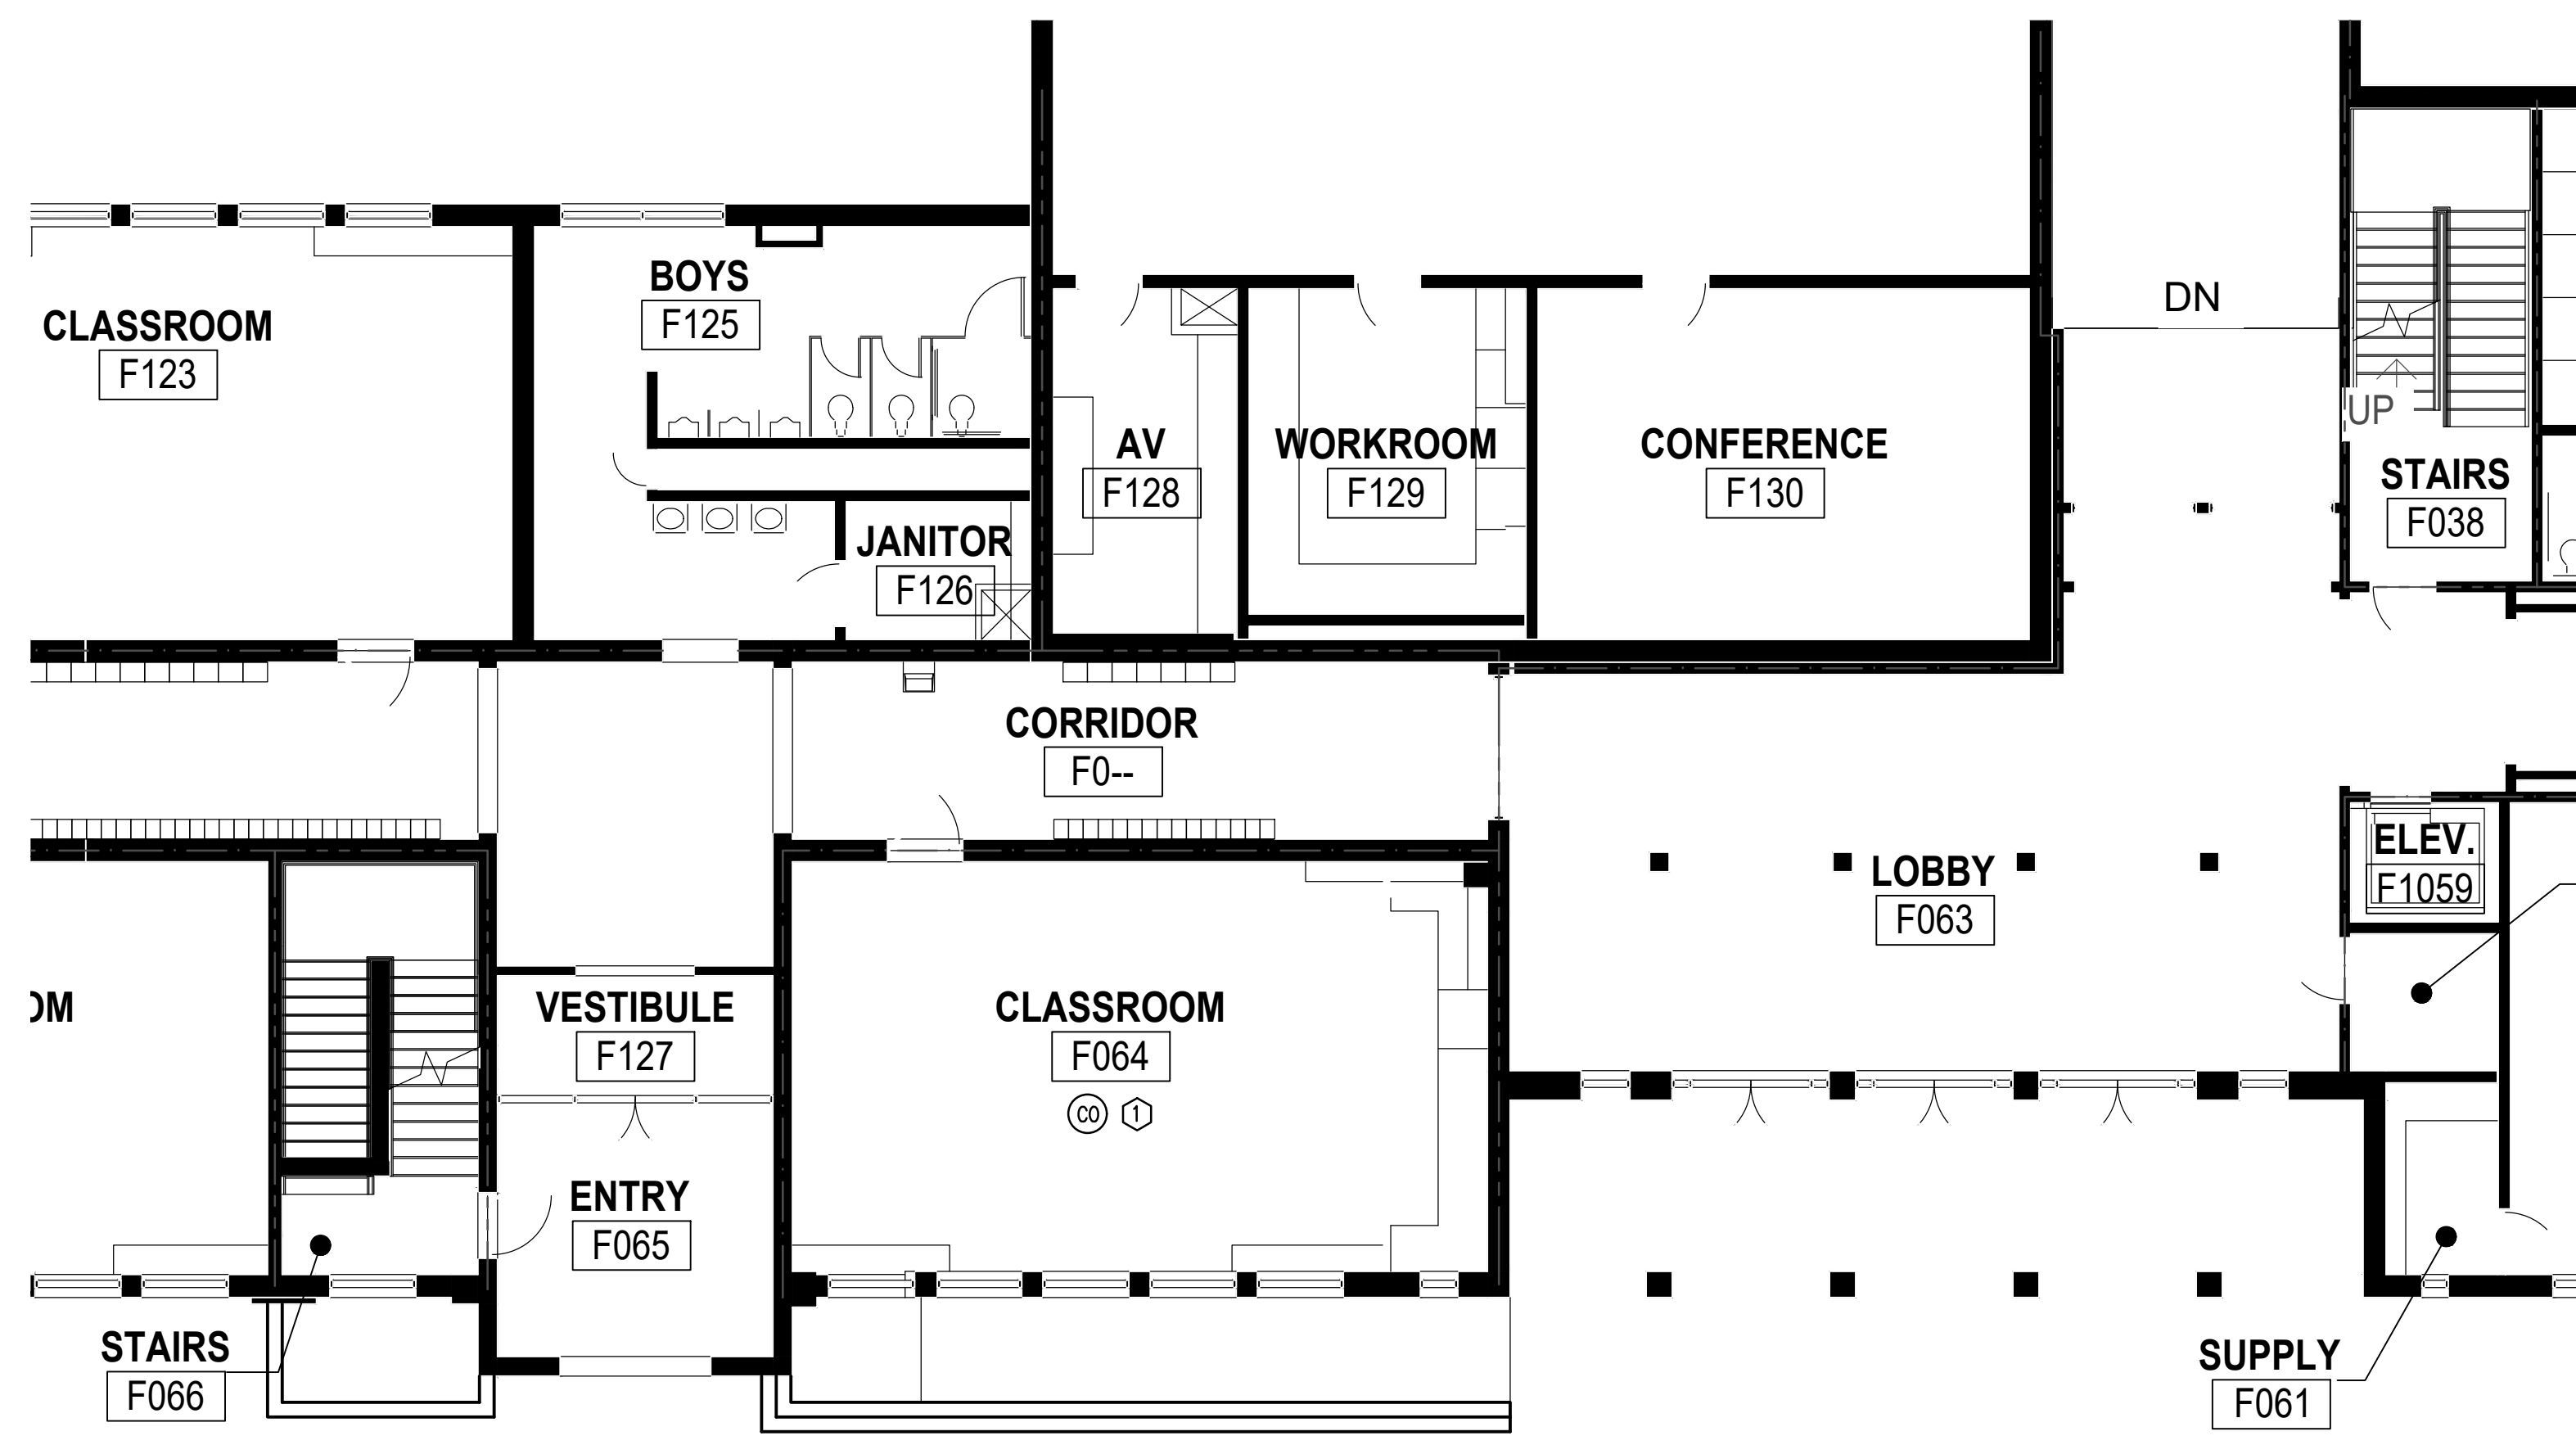 BOYS
F125
CLASSROOM
F123
DN
UP
AV
F128
WORKROOM
F129
CONFERENCE
F130
STAIRS
F038
JANITOR
F126
CORRIDOR
F0--
ELEV.
F1059
LOBBY
F063
OM
VESTIBULE
F127
CLASSROOM
F064
CO 1
ENTRY
F065
STAIRS
F066
SUPPLY
F061